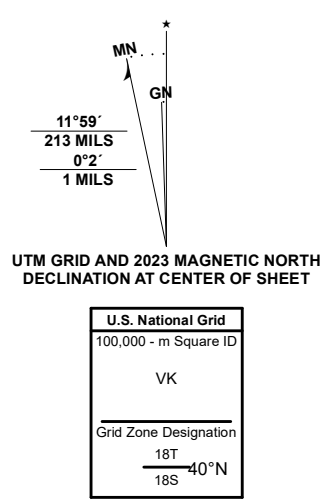 ★
MN
GN
11°59´
213 MILS
0°2´
1 MILS
UTM GRID AND 2023 MAGNETIC NORTH
DECLINATION AT CENTER OF SHEET
U.S. National Grid
100,000 - m Square ID
VK
Grid Zone Designation
18T
40°N
18S